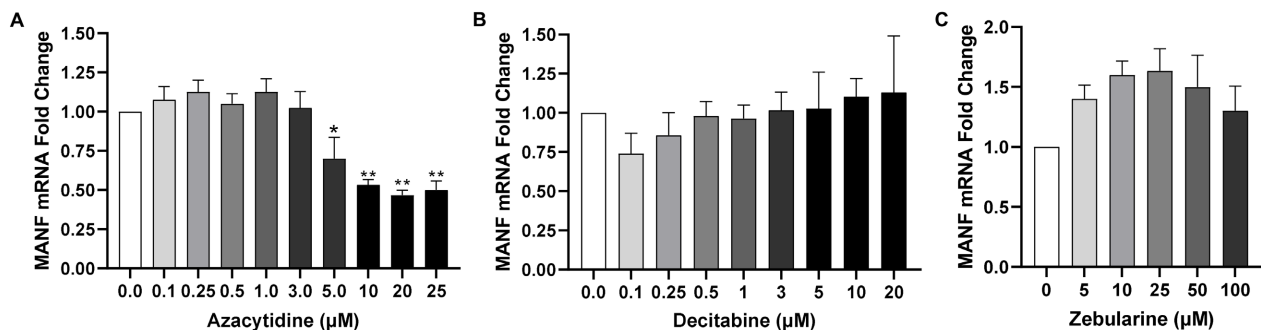 A
MANF mRNA Fold Change
1.50
1.25
1.00
0.75
0.50
0.25
0.00
*
**
**
**
0.0 0.1 0.25 0.5 1.0 3.0 5.0 10 20 25
Azacytidine (µM)
B
MANF mRNA Fold Change
1.50
1.25
1.00
0.75
0.50
0.25
0.00
0.0 0.1 0.25 0.5 1 3 5 10 20
Decitabine (µM)
C
MANF mRNA Fold Change
2.0
1.5
1.0
0.5
0.0
0 5 10 25 50 100
Zebularine (µM)